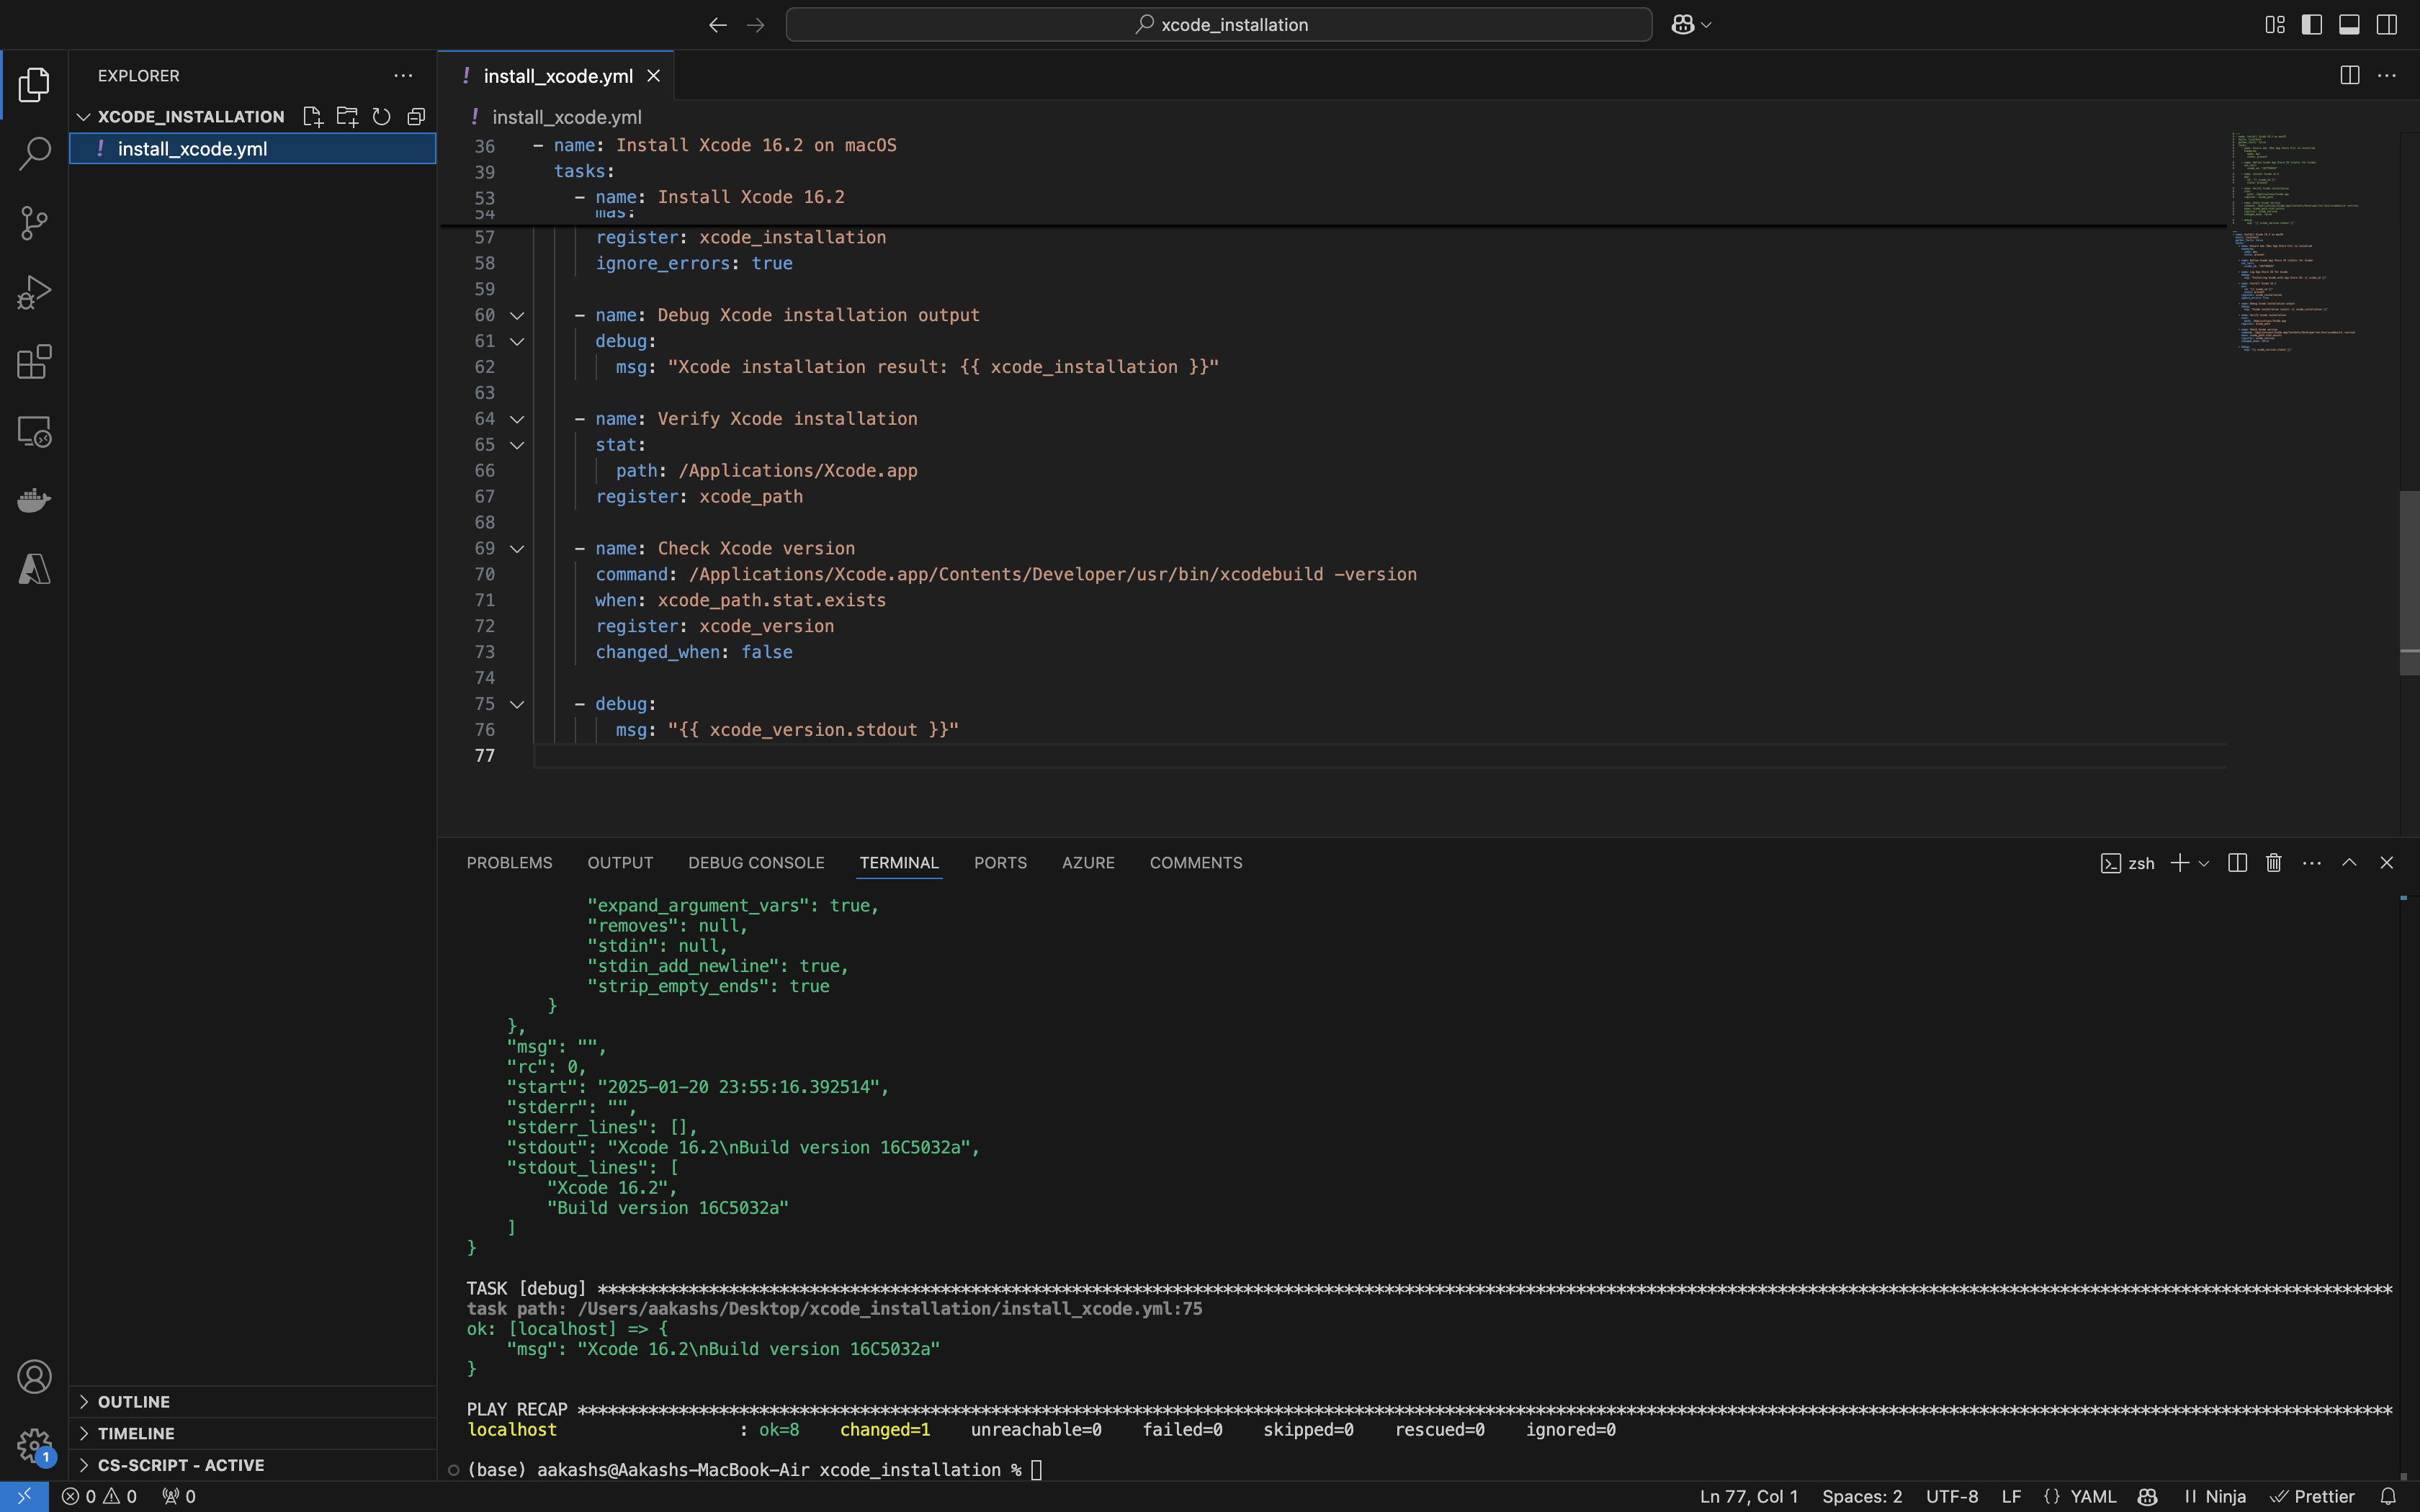 xcode_installation
EXPLORER
XCODE_INSTALLATION
! install_xcode.yml
! install_xcode.yml
! install_xcode.yml
36 - name: Install Xcode 16.2 on macOS
39 tasks:
53 - name: Install Xcode 16.2
54 mas:
57 register: xcode_installation
58 ignore_errors: true
59
60 - name: Debug Xcode installation output
61 debug:
62 msg: "Xcode installation result: {{ xcode_installation }}"
63
64 - name: Verify Xcode installation
65 stat:
66 path: /Applications/Xcode.app
67 register: xcode_path
68
69 - name: Check Xcode version
70 command: /Applications/Xcode.app/Contents/Developer/usr/bin/xcodebuild -version
71 when: xcode_path.stat.exists
72 register: xcode_version
73 changed_when: false
74
75 - debug:
76 msg: "{{ xcode_version.stdout }}"
77
PROBLEMS OUTPUT DEBUG CONSOLE TERMINAL PORTS AZURE COMMENTS
zsh
"expand_argument_vars": true,
"removes": null,
"stdin": null,
"stdin_add_newline": true,
"strip_empty_ends": true
}
},
"msg": "",
"rc": 0,
"start": "2025-01-20 23:55:16.392514",
"stderr": "",
"stderr_lines": [],
"stdout": "Xcode 16.2\nBuild version 16C5032a",
"stdout_lines": [
"Xcode 16.2",
"Build version 16C5032a"
]
}
TASK [debug] ****************************************************************
task path: /Users/aakashs/Desktop/xcode_installation/install_xcode.yml:75
ok: [localhost] => {
"msg": "Xcode 16.2\nBuild version 16C5032a"
}
PLAY RECAP ****************************************************************
localhost : ok=8 changed=1 unreachable=0 failed=0 skipped=0 rescued=0 ignored=0
(base) aakashs@Aakashs-MacBook-Air xcode_installation %
OUTLINE
TIMELINE
CS-SCRIPT - ACTIVE
1
0 0 0
Ln 77, Col 1 Spaces: 2 UTF-8 LF {} YAML Ninja Prettier